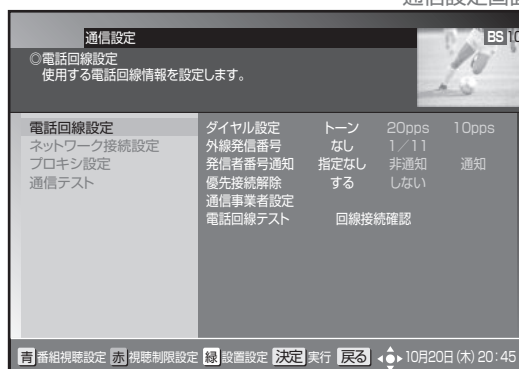 通信設定画面
通信設定
BS 10
◎電話回線設定
使用する電話回線情報を設定します。
電話回線設定
ネットワーク接続設定
プロキシ設定
通信テスト
ダイヤル設定 トーン 20pps 10pps
外線発信番号 なし 1/11
発信者番号通知 指定なし 非通知 通知
優先接続解除 する しない
通信事業者設定
電話回線テスト 回線接続確認
青 番組視聴設定 赤 視聴制限設定 緑 設置設定 決定 実行 戻る 10月20日(木) 20:45